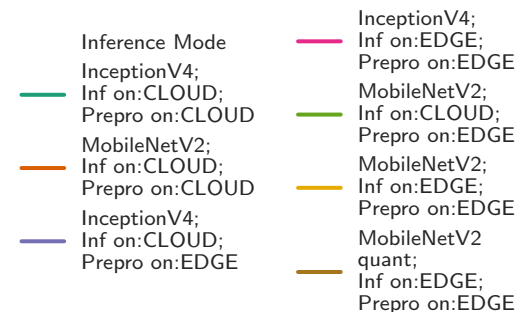 Inference Mode
InceptionV4;
Inf on:CLOUD;
Prepro on:CLOUD
MobileNetV2;
Inf on:CLOUD;
Prepro on:CLOUD
InceptionV4;
Inf on:CLOUD;
Prepro on:EDGE
InceptionV4;
Inf on:EDGE;
Prepro on:EDGE
MobileNetV2;
Inf on:CLOUD;
Prepro on:EDGE
MobileNetV2;
Inf on:EDGE;
Prepro on:EDGE
MobileNetV2
quant;
Inf on:EDGE;
Prepro on:EDGE